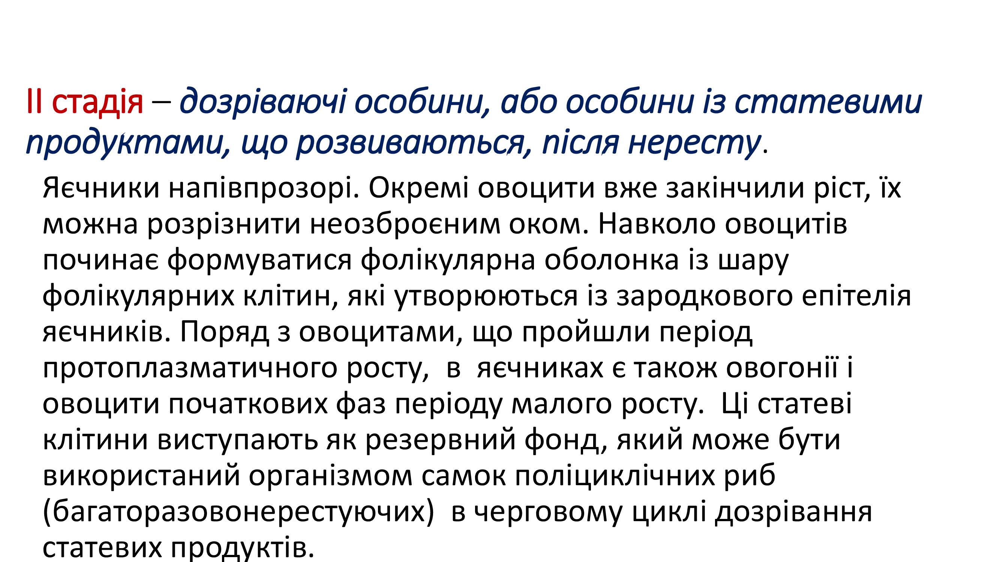 ІІ стадія – дозріваючі особини, або особини із статевими
продуктами, що розвиваються, після нересту.
Яєчники напівпрозорі. Окремі овоцити вже закінчили ріст, їх
можна розрізнити неозброєним оком. Навколо овоцитів
починає формуватися фолікулярна оболонка із шару
фолікулярних клітин, які утворюються із зародкового епітелія
яєчників. Поряд з овоцитами, що пройшли період
протоплазматичного росту,  в  яєчниках є також овогонії і
овоцити початкових фаз періоду малого росту.  Ці статеві
клітини виступають як резервний фонд, який може бути
використаний організмом самок поліциклічних риб
(багаторазовонерестуючих)  в черговому циклі дозрівання
статевих продуктів.